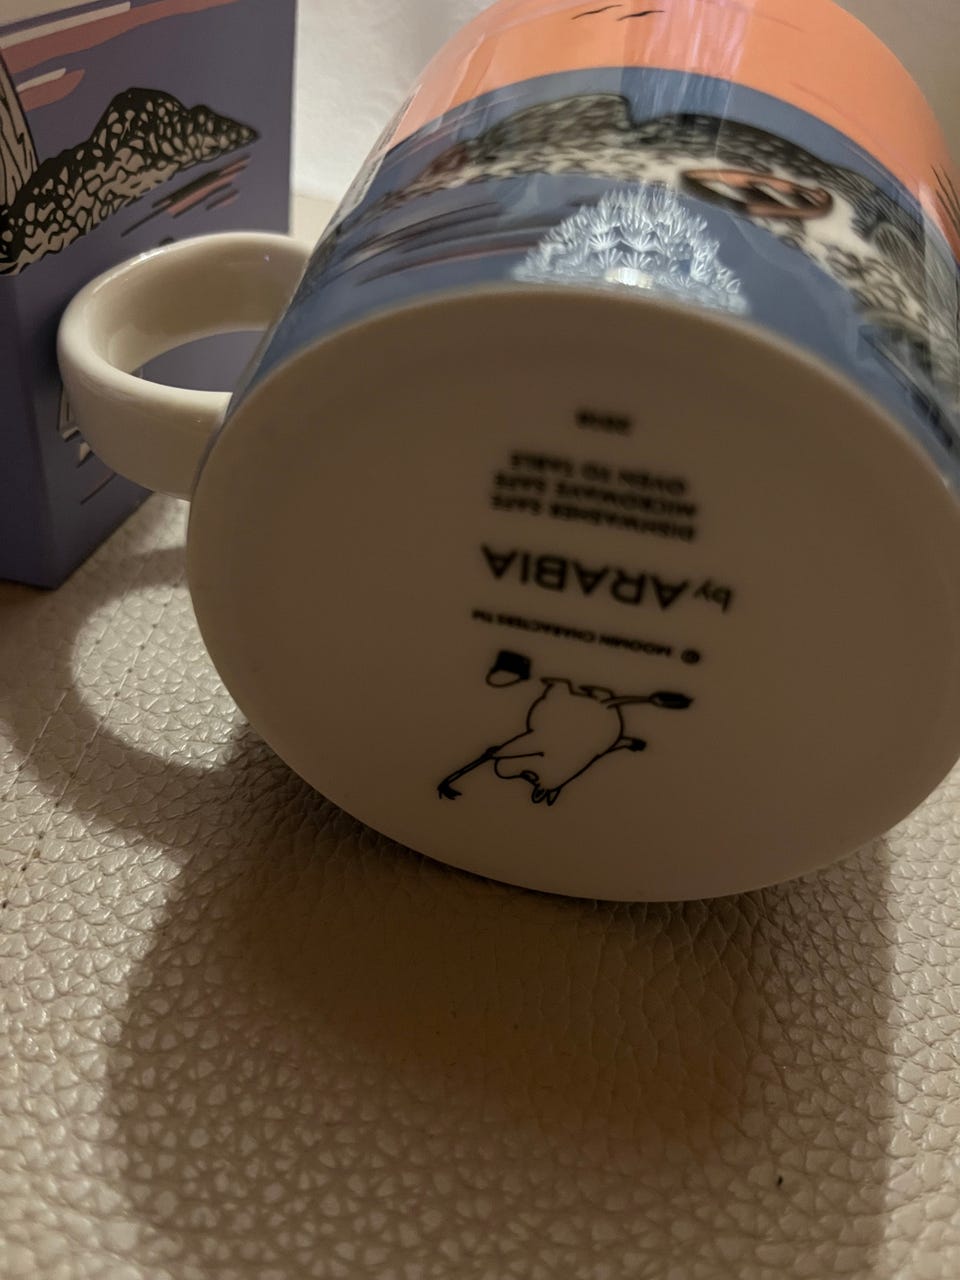 © MOOMIN CHARACTERS TM
by ARABIA
DISHWASHER SAFE
MICROWAVE SAFE
OVEN TO TABLE